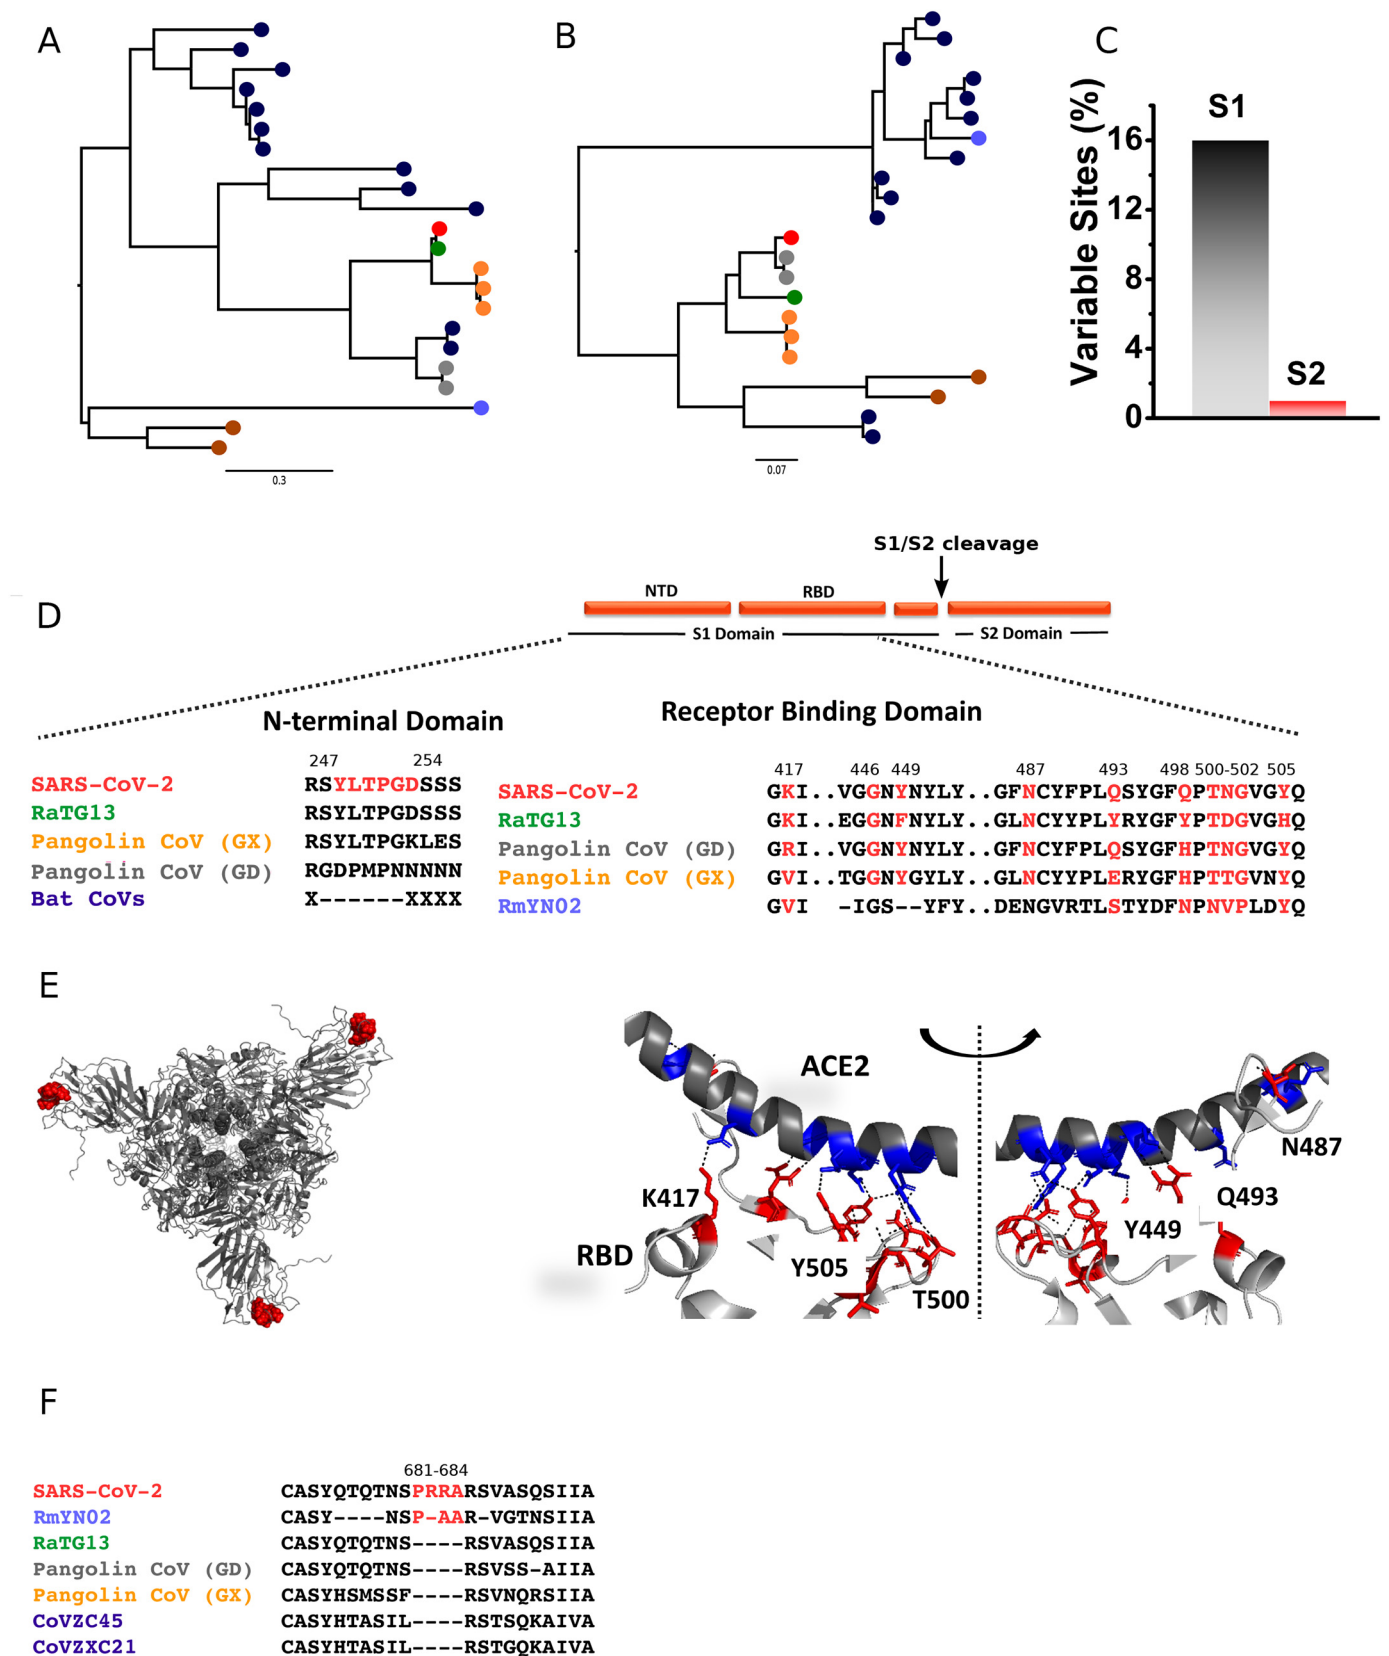 A
B
C
S1
S2
Variable Sites (%)
16
12
8
4
0
0.3
0.07
D
S1/S2 cleavage
NTD
RBD
S1 Domain
S2 Domain
N-terminal Domain
Receptor Binding Domain
247 254
SARS-CoV-2 RSYLTPGDSSS
RaTG13 RSYLTPGDSSS
Pangolin CoV (GX) RSYLTPGKLES
Pangolin CoV (GD) RGDPMPNNNNN
Bat CoVs X------XXXX
417 446 449 487 493 498 500-502 505
SARS-CoV-2 GKI..VGGNYNYLY..GFNCYFPLQSYGFQPTNGVGYQ
RaTG13 GKI..EGGNFNYLY..GLNCYYPLYRYGFYPTDGVGHQ
Pangolin CoV (GD) GRI..VGGNYNYLY..GFNCYFPLQSYGFHPTNGVGYQ
Pangolin CoV (GX) GVI..TGGNYGYLY..GLNCYYPLERYGFHPTTGVNYQ
RmYN02 GVI -IGS--YFY..DENGVRTLSTYDFNPNVPLDYQ
E
ACE2
K417
RBD
Y505
T500
N487
Q493
Y449
F
681-684
SARS-CoV-2 CASYQTQTNSPRRARSVASQSIIA
RmYN02 CASY----NSP-AAR-VGTNSIIA
RaTG13 CASYQTQTNS----RSVASQSIIA
Pangolin CoV (GD) CASYQTQTNS----RSVSS-AIIA
Pangolin CoV (GX) CASYHSMSSF----RSVNQRSIIA
CoVZC45 CASYHTASIL----RSTSQKAIVA
CoVZXC21 CASYHTASIL----RSTGQKAIVA